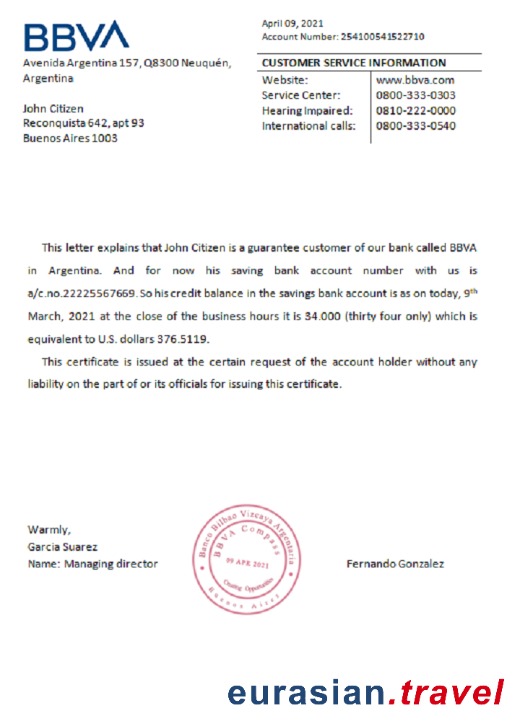 BBVA
Avenida Argentina 157, Q8300 Neuquén,
Argentina
John Citizen
Reconquista 642, apt 93
Buenos Aires 1003
April 09, 2021
Account Number: 254100541522710
CUSTOMER SERVICE INFORMATION
Website: www.bbva.com
Service Center: 0800-333-0303
Hearing Impaired: 0810-222-0000
International calls: 0800-333-0540
This letter explains that John Citizen is a guarantee customer of our bank called BBVA
in Argentina. And for now his saving bank account number with us is
a/c.no.22225567669. So his credit balance in the savings bank account is as on today, 9th
March, 2021 at the close of the business hours it is 34.000 (thirty four only) which is
equivalent to U.S. dollars 376.5119.
This certificate is issued at the certain request of the account holder without any
liability on the part of or its officials for issuing this certificate.
Warmly,
Garcia Suarez
Name: Managing director
Banco Bilbao Vizcaya Argentaria
BBVA Compass
09 APR 2021
Creating Opportunities
Buenos Aires
Fernando Gonzalez
eurasian.travel